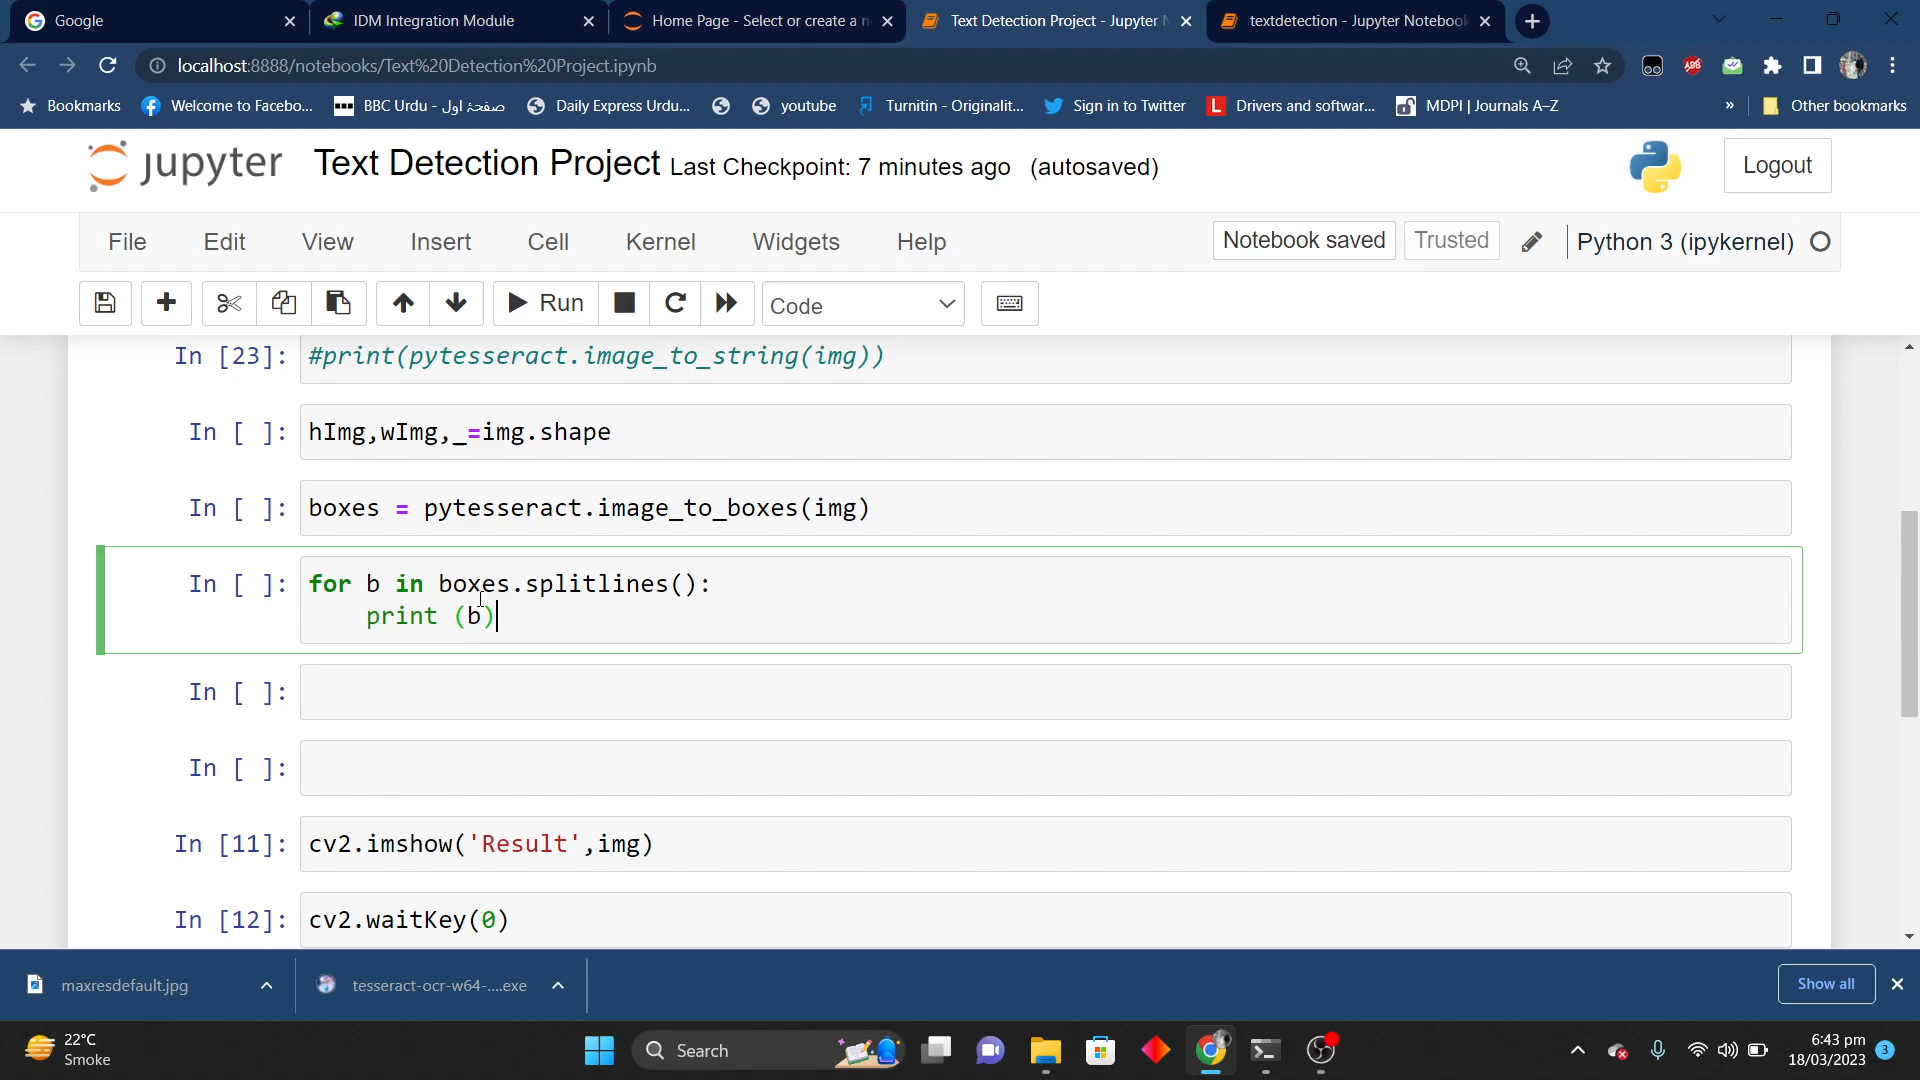 Google
IDM Integration Module
Home Page - Select or create a n
Text Detection Project - Jupyter N
textdetection - Jupyter Notebook
localhost:8888/notebooks/Text%20Detection%20Project.ipynb
Bookmarks
Welcome to Facebo...
BBC Urdu - صفحۂ اول
Daily Express Urdu...
youtube
Turnitin - Originalit...
Sign in to Twitter
Drivers and softwar...
MDPI | Journals A–Z
»
Other bookmarks
jupyter
Text Detection Project Last Checkpoint: 7 minutes ago (autosaved)
Logout
File
Edit
View
Insert
Cell
Kernel
Widgets
Help
Notebook saved
Trusted
Python 3 (ipykernel)
Run
Code
In [23]: #print(pytesseract.image_to_string(img))
In [ ]: hImg,wImg,_=img.shape
In [ ]: boxes = pytesseract.image_to_boxes(img)
In [ ]: for b in boxes.splitlines():
print (b)
In [ ]:
In [ ]:
In [11]: cv2.imshow('Result',img)
In [12]: cv2.waitKey(0)
maxresdefault.jpg
tesseract-ocr-w64-....exe
Show all
22°C
Smoke
Search
6:43 pm
18/03/2023
3